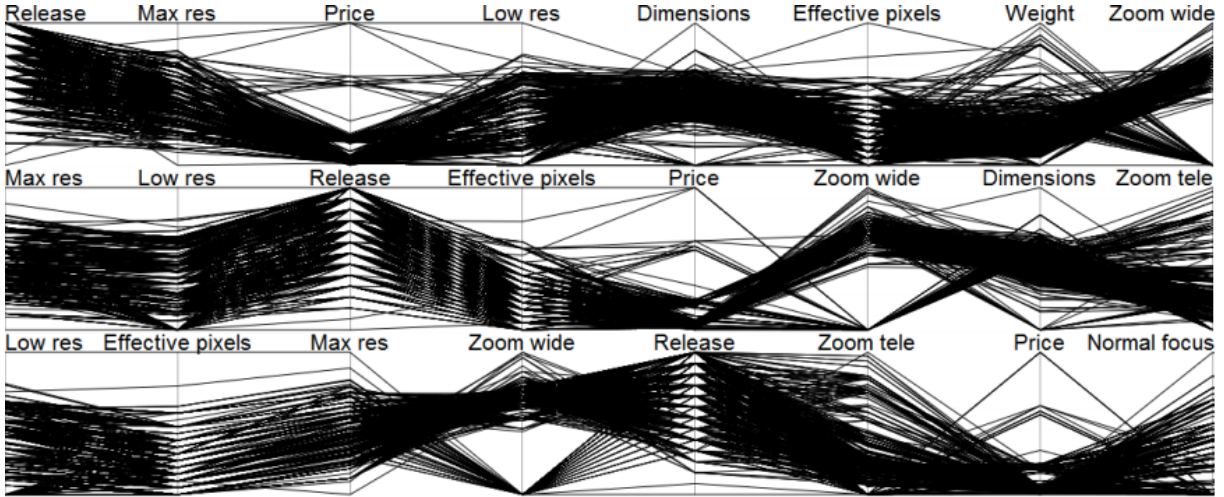 Release Max res Price Low res Dimensions Effective pixels Weight Zoom wide
Max res Low res Release Effective pixels Price Zoom wide Dimensions Zoom tele
Low res Effective pixels Max res Zoom wide Release Zoom tele Price Normal focus